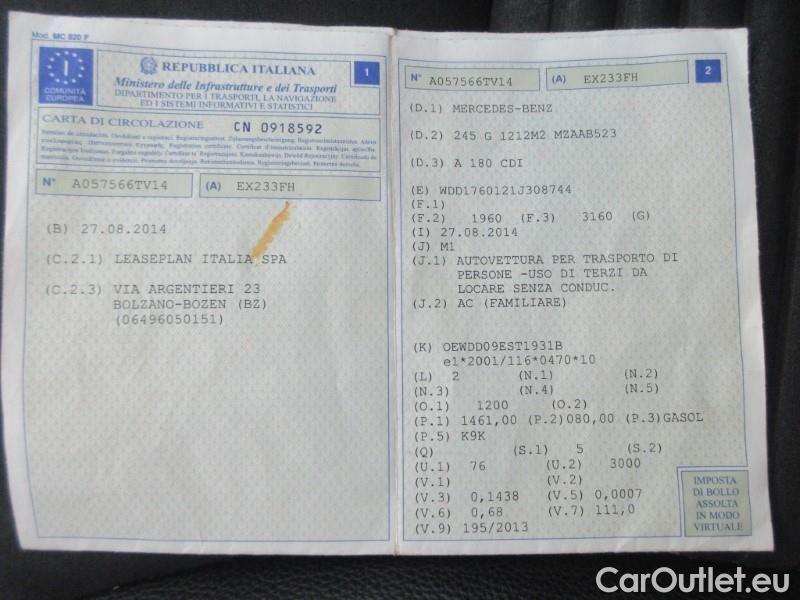 Mod. MC 820 F
I
COMUNITÀ
EUROPEA
REPUBBLICA ITALIANA
Ministero delle Infrastrutture e dei Trasporti
DIPARTIMENTO PER I TRASPORTI, LA NAVIGAZIONE
ED I SISTEMI INFORMATIVI E STATISTICI
1
CARTA DI CIRCOLAZIONE CN 0918592
N° A057566TV14 (A) EX233FH
(B) 27.08.2014
(C.2.1) LEASEPLAN ITALIA SPA
(C.2.3) VIA ARGENTIERI 23
BOLZANO-BOZEN (BZ)
(06496050151)
N° A057566TV14 (A) EX233FH
2
(D.1) MERCEDES-BENZ
(D.2) 245 G 1212M2 MZAAB523
(D.3) A 180 CDI
(E) WDD1760121J308744
(F.1)
(F.2) 1960 (F.3) 3160 (G)
(I) 27.08.2014
(J) M1
(J.1) AUTOVETTURA PER TRASPORTO DI
PERSONE -USO DI TERZI DA
LOCARE SENZA CONDUC.
(J.2) AC (FAMILIARE)
(K) OEWDD09EST1931B
e1*2001/116*0470*10
(L) 2 (N.1) (N.2)
(N.3) (N.4) (N.5)
(O.1) 1200 (O.2)
(P.1) 1461,00 (P.2)080,00 (P.3)GASOL
(P.5) K9K
(Q) (S.1) 5 (S.2)
(U.1) 76 (U.2) 3000
(V.1) (V.2)
(V.3) 0,1438 (V.5) 0,0007
(V.6) 0,68 (V.7) 111,0
(V.9) 195/2013
IMPOSTA
DI BOLLO
ASSOLTA
IN MODO
VIRTUALE
CarOutlet.eu